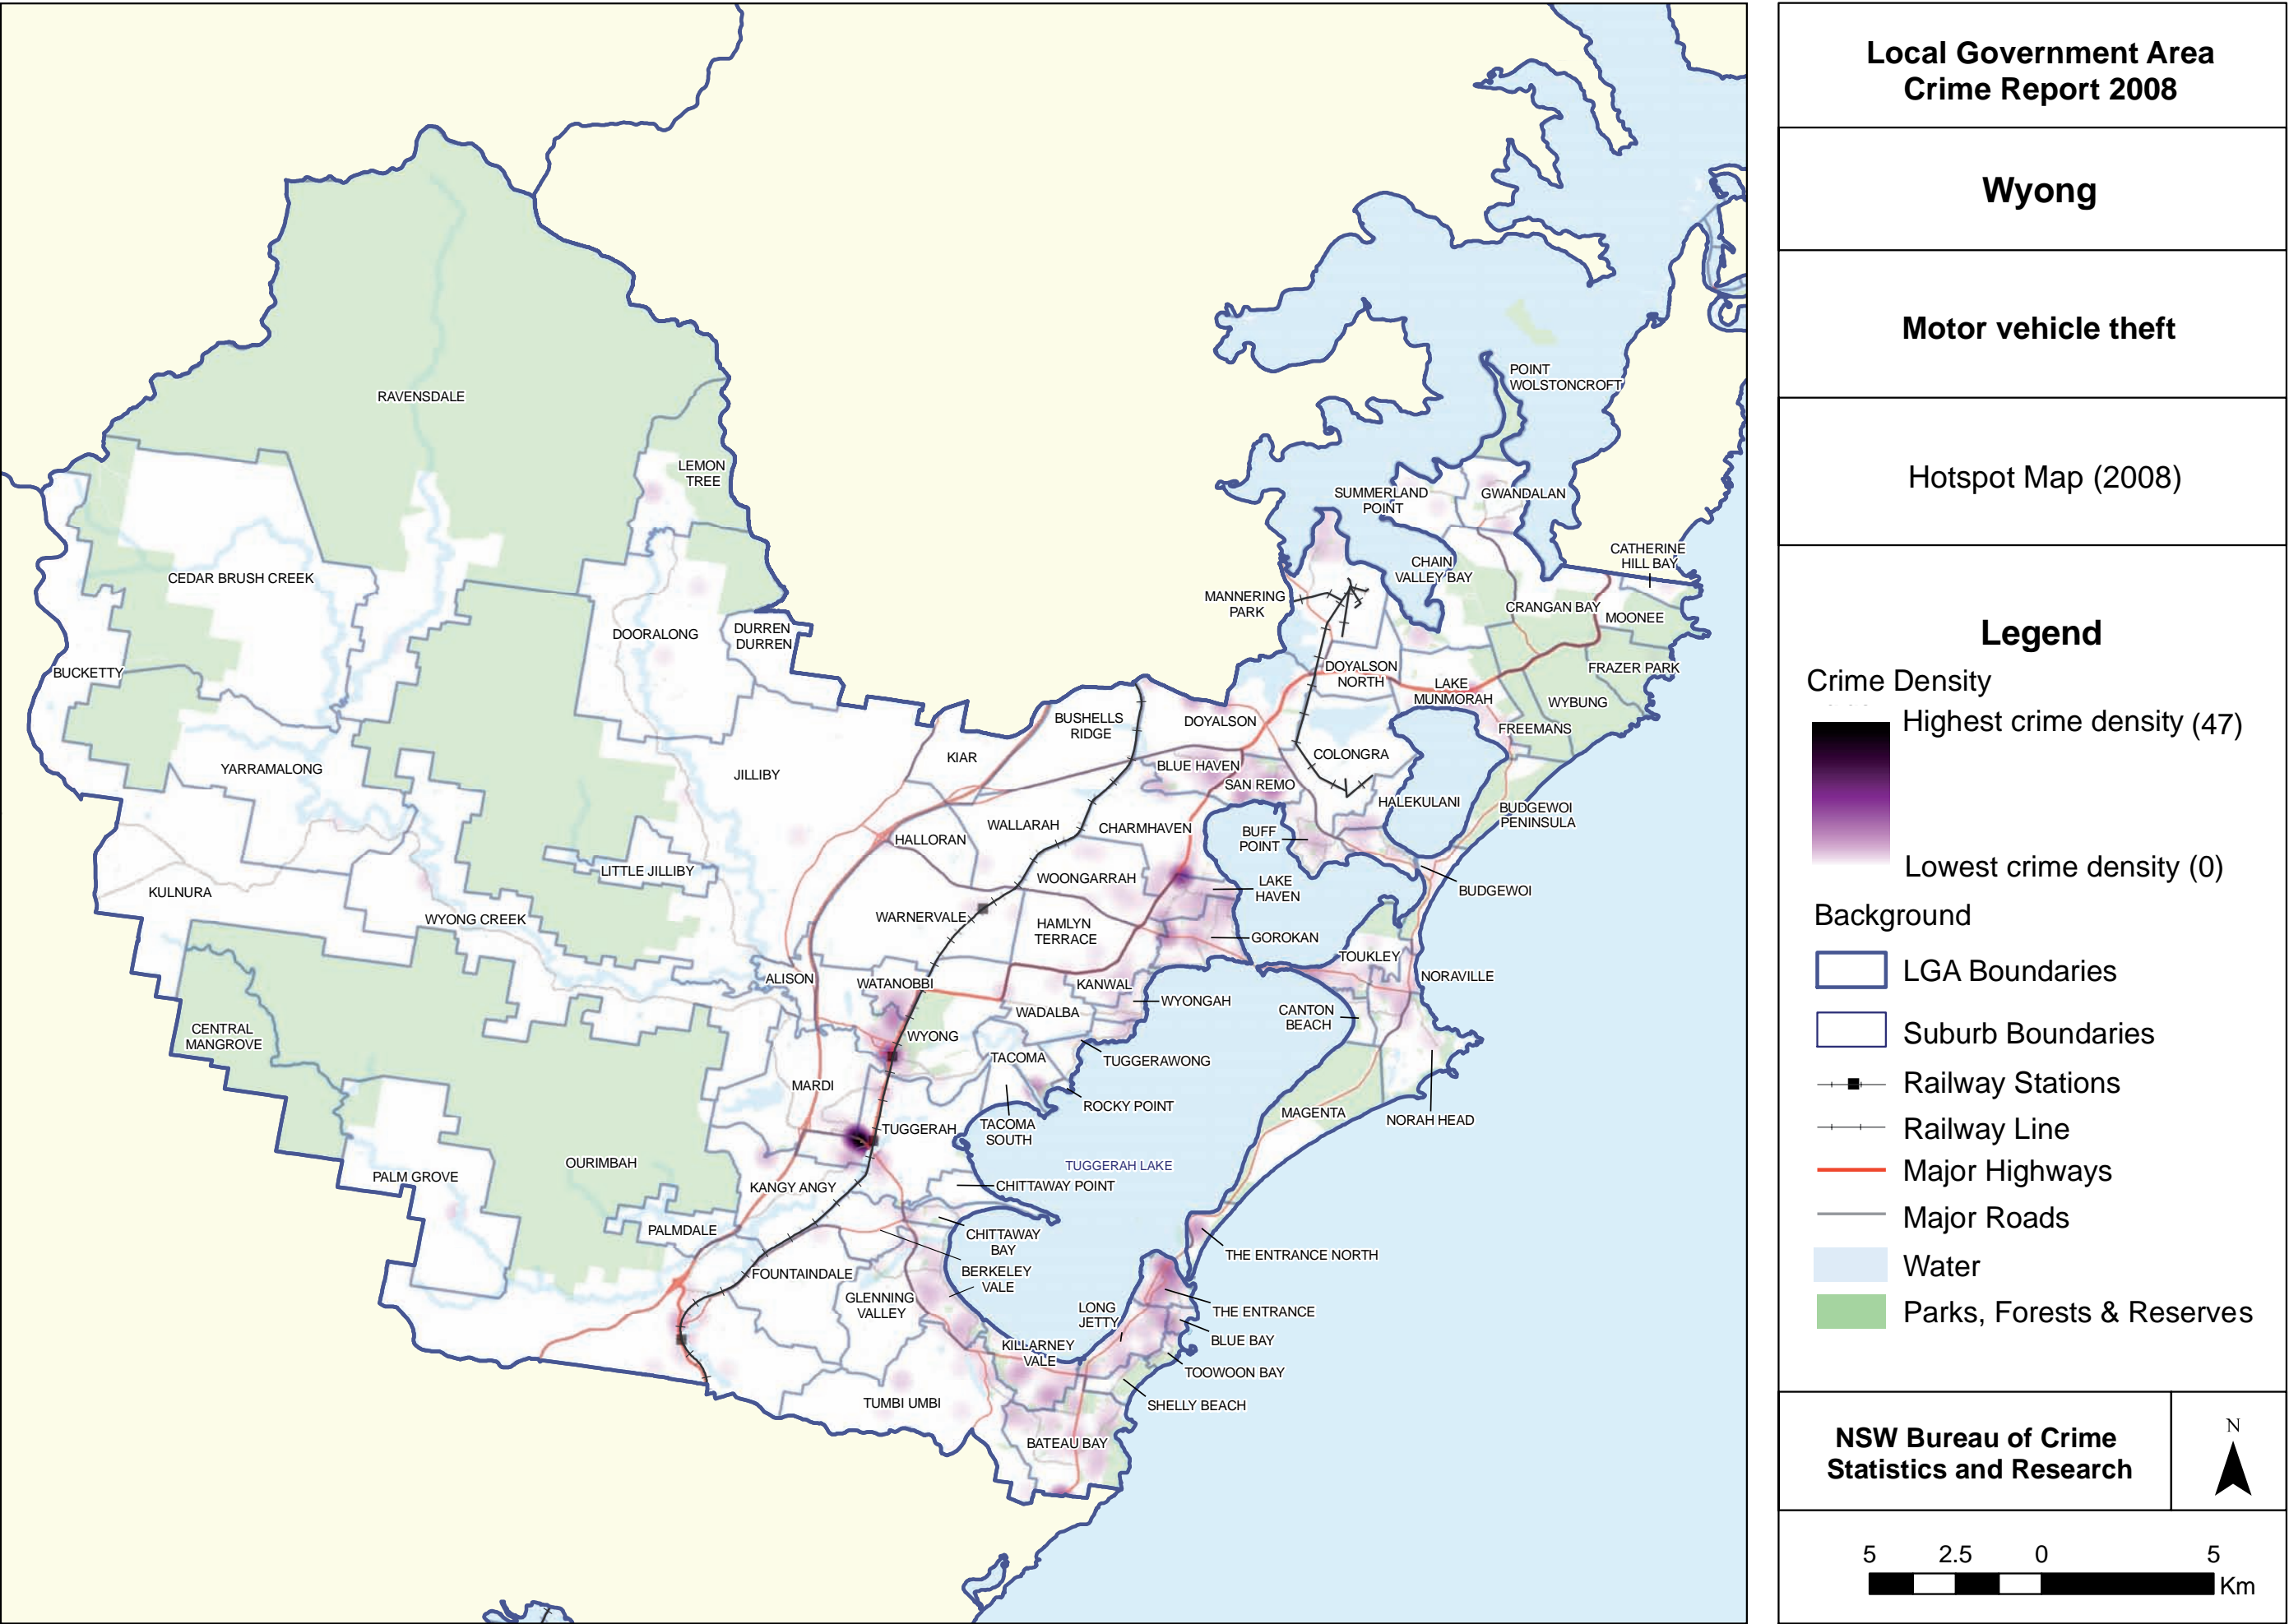 Local Government Area
Crime Report 2008
Wyong
Motor vehicle theft
Hotspot Map (2008)
Legend
Crime Density
Highest crime density (47)
Lowest crime density (0)
Background
LGA Boundaries
Suburb Boundaries
Railway Stations
Railway Line
Major Highways
Major Roads
Water
Parks, Forests & Reserves
NSW Bureau of Crime
Statistics and Research
N
5 2.5 0 5
Km
POINT
WOLSTONCROFT
RAVENSDALE
LEMON
TREE
SUMMERLAND
POINT
GWANDALAN
CATHERINE
HILL BAY
CHAIN
VALLEY BAY
CEDAR BRUSH CREEK
MANNERING
PARK
CRANGAN BAY
MOONEE
DOORALONG
DURREN
DURREN
BUCKETTY
DOYALSON
NORTH
FRAZER PARK
LAKE
MUNMORAH
WYBUNG
BUSHELLS
RIDGE
DOYALSON
FREEMANS
KIAR
COLONGRA
YARRAMALONG
JILLIBY
BLUE HAVEN
SAN REMO
HALEKULANI
BUDGEWOI
PENINSULA
WALLARAH
CHARMHAVEN
HALLORAN
BUFF
POINT
LITTLE JILLIBY
WOONGARRAH
LAKE
HAVEN
BUDGEWOI
KULNURA
WYONG CREEK
WARNERVALE
HAMLYN
TERRACE
GOROKAN
TOUKLEY
ALISON
WATANOBBI
KANWAL
NORAVILLE
WYONGAH
WADALBA
CANTON
BEACH
CENTRAL
MANGROVE
WYONG
TACOMA
TUGGERAWONG
MARDI
ROCKY POINT
MAGENTA
NORAH HEAD
TUGGERAH
TACOMA
SOUTH
OURIMBAH
TUGGERAH LAKE
PALM GROVE
KANGY ANGY
CHITTAWAY POINT
PALMDALE
CHITTAWAY
BAY
THE ENTRANCE NORTH
FOUNTAINDALE
BERKELEY
VALE
GLENNING
VALLEY
LONG
JETTY
THE ENTRANCE
BLUE BAY
KILLARNEY
VALE
TOOWOON BAY
TUMBI UMBI
SHELLY BEACH
BATEAU BAY